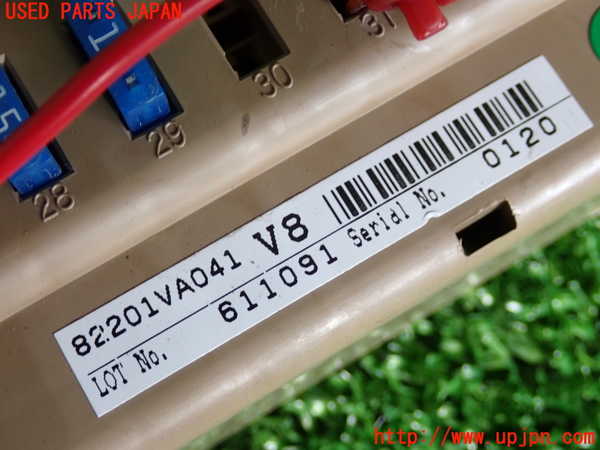 USED PARTS JAPAN
31
30
29
28
15
82201VA041 V8
LOT No. 611091 Serial No. 0120
http://www.upjpn.com